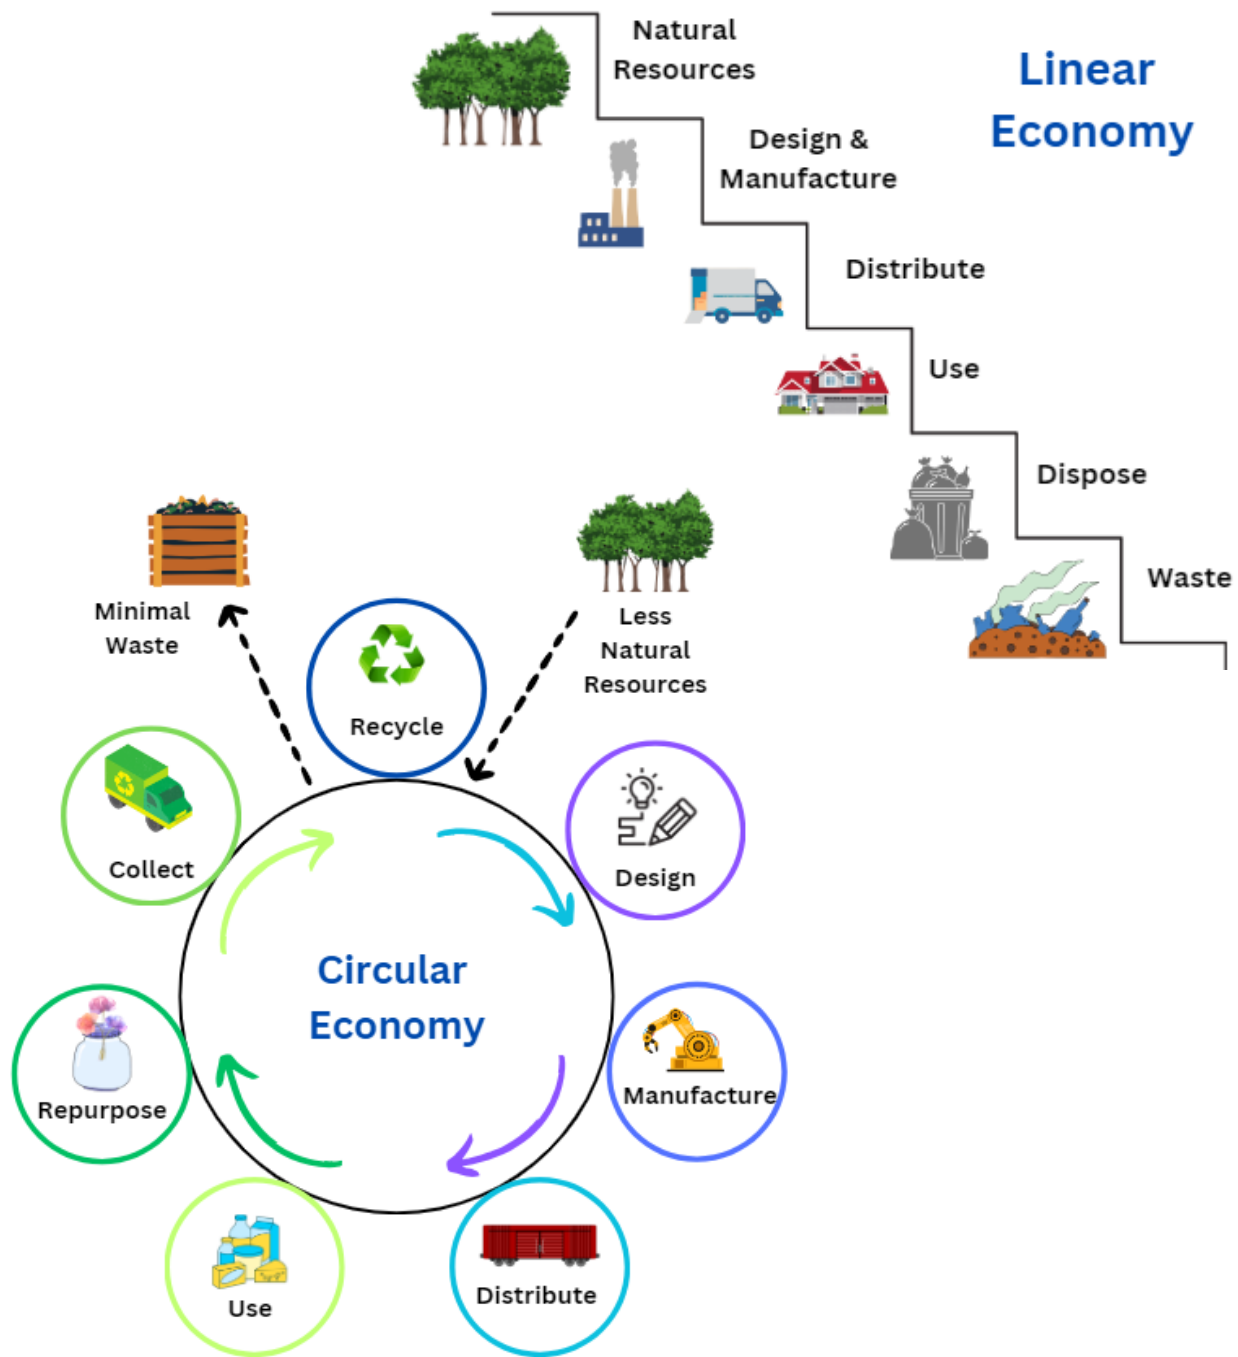 Natural
Resources
Linear
Economy
Design &
Manufacture
Distribute
Use
Dispose
Waste
Minimal
Waste
Less
Natural
Resources
Recycle
Collect
Design
Circular
Economy
Repurpose
Manufacture
Use
Distribute